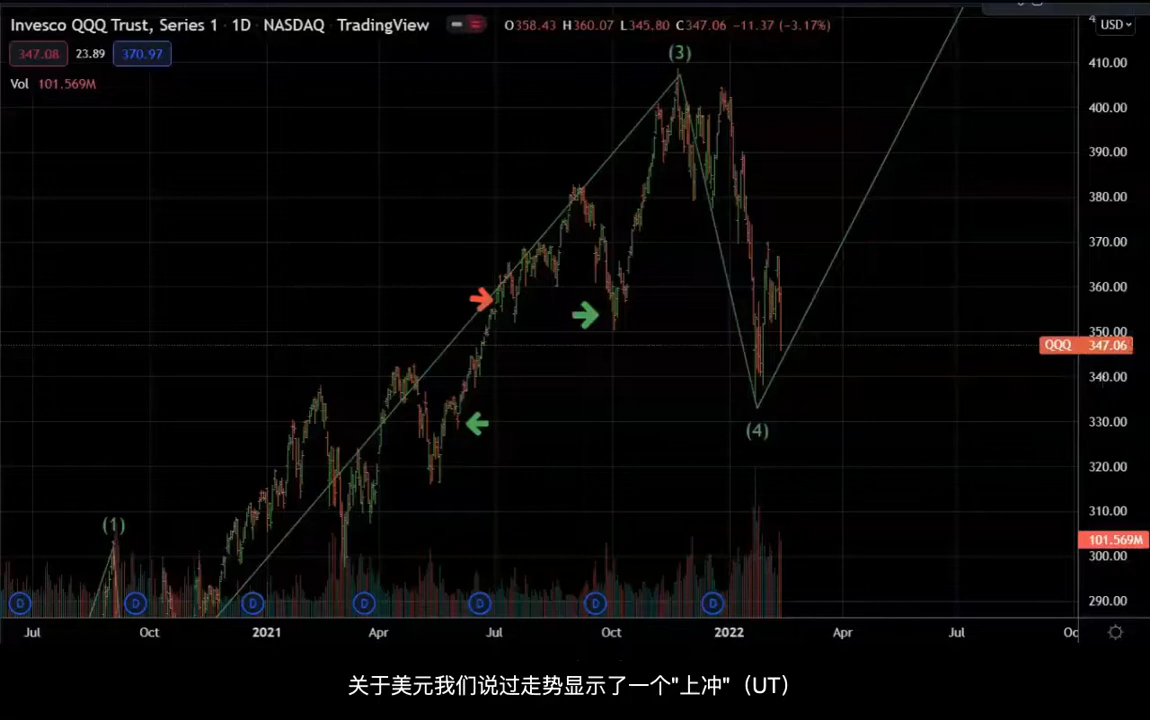 Invesco QQQ Trust, Series 1 · 1D · NASDAQ · TradingView
O358.43 H360.07 L345.80 C347.06 −11.37 (−3.17%)
USD
347.08 23.89 370.97
Vol 101.569M
(3)
410.00
400.00
390.00
380.00
370.00
360.00
350.00
QQQ 347.06
340.00
330.00
(4)
320.00
310.00
(1)
101.569M
300.00
290.00
D D D D D D D
Jul Oct 2021 Apr Jul Oct 2022 Apr Jul Oc
关于美元我们说过走势显示了一个"上冲"（UT）